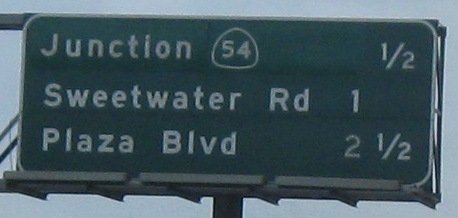 Junction 54 1/2
Sweetwater Rd 1
Plaza Blvd 2 1/2